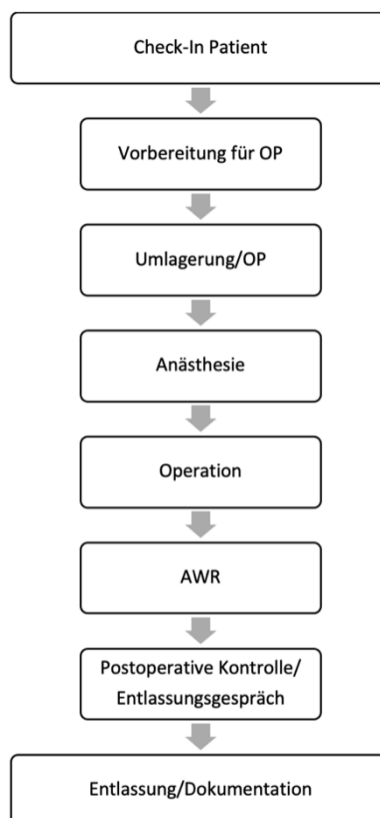 Check-In Patient
Vorbereitung für OP
Umlagerung/OP
Anästhesie
Operation
AWR
Postoperative Kontrolle/
Entlassungsgespräch
Entlassung/Dokumentation